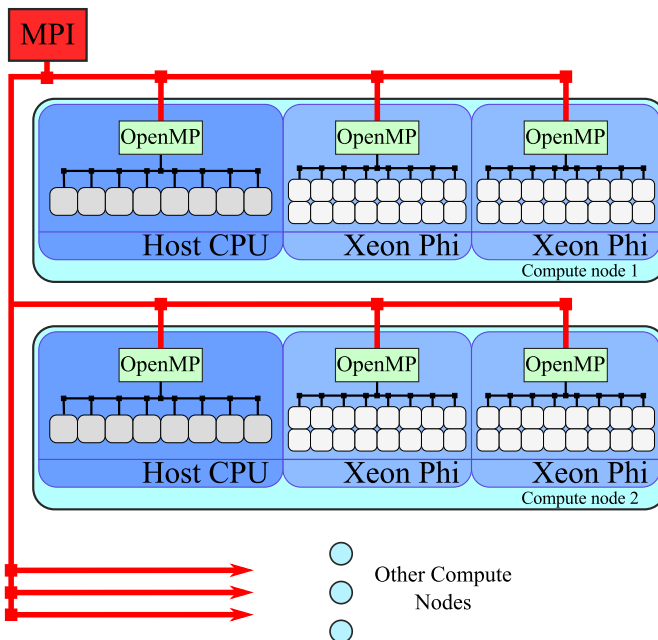 MPI
OpenMP OpenMP OpenMP
Host CPU Xeon Phi Xeon Phi
Compute node 1
OpenMP OpenMP OpenMP
Host CPU Xeon Phi Xeon Phi
Compute node 2
Other Compute
Nodes